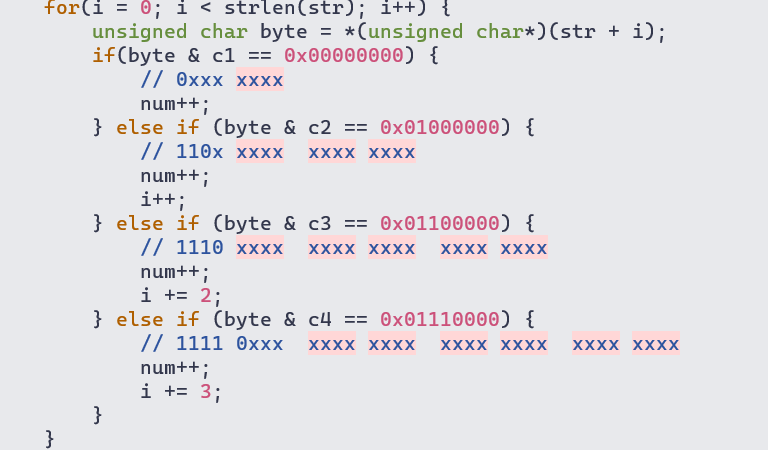 for(i = 0; i < strlen(str); i++) {
    unsigned char byte = *(unsigned char*)(str + i);
    if(byte & c1 == 0x00000000) {
        // 0xxx xxxx
        num++;
    } else if (byte & c2 == 0x01000000) {
        // 110x xxxx  xxxx xxxx
        num++;
        i++;
    } else if (byte & c3 == 0x01100000) {
        // 1110 xxxx  xxxx xxxx  xxxx xxxx
        num++;
        i += 2;
    } else if (byte & c4 == 0x01110000) {
        // 1111 0xxx  xxxx xxxx  xxxx xxxx  xxxx xxxx
        num++;
        i += 3;
    }
}